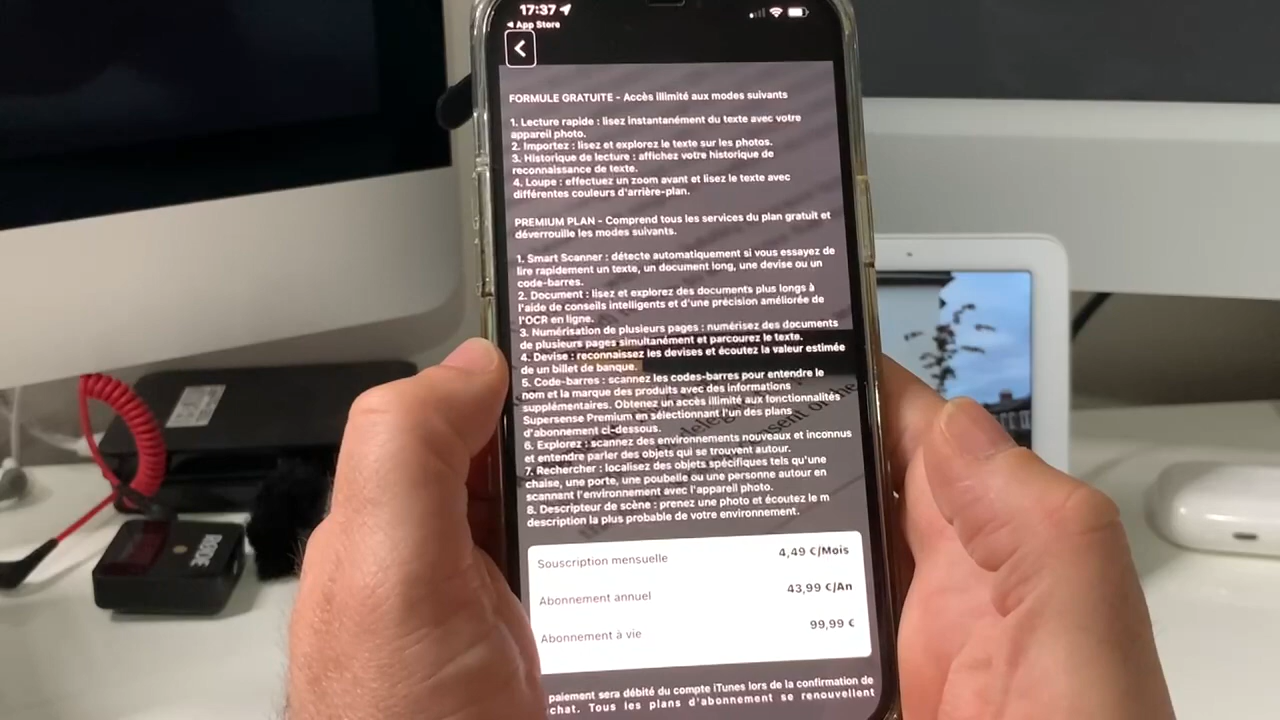 17:37
App Store
FORMULE GRATUITE - Accès illimité aux modes suivants
1. Lecture rapide : lisez instantanément du texte avec votre
appareil photo.
2. Importez : lisez et explorez le texte sur les photos.
3. Historique de lecture : affichez votre historique de
reconnaissance de texte.
4. Loupe : effectuez un zoom avant et lisez le texte avec
différentes couleurs d'arrière-plan.
PREMIUM PLAN - Comprend tous les services du plan gratuit et
déverrouille les modes suivants.
1. Smart Scanner : détecte automatiquement si vous essayez de
lire rapidement un texte, un document long, une devise ou un
code-barres.
2. Document : lisez et explorez des documents plus longs à
l'aide de conseils intelligents et d'une précision améliorée de
l'OCR en ligne.
3. Numérisation de plusieurs pages : numérisez des documents
de plusieurs pages simultanément et parcourez le texte.
4. Devise : reconnaissez les devises et écoutez la valeur estimée
de un billet de banque.
5. Code-barres : scannez les codes-barres pour entendre le
nom et la marque des produits avec des informations
supplémentaires. Obtenez un accès illimité aux fonctionnalités
Supersense Premium en sélectionnant l'un des plans
d'abonnement ci-dessous.
6. Explorez : scannez des environnements nouveaux et inconnus
et entendre parler des objets qui se trouvent autour.
7. Rechercher : localisez des objets spécifiques tels qu'une
chaise, une porte, une poubelle ou une personne autour en
scannant l'environnement avec l'appareil photo.
8. Descripteur de scène : prenez une photo et écoutez le m
description la plus probable de votre environnement.
Souscription mensuelle 4,49 €/Mois
Abonnement annuel 43,99 €/An
Abonnement à vie 99,99 €
paiement sera débité du compte iTunes lors de la confirmation de
chat. Tous les plans d'abonnement se renouvellent
RØDE